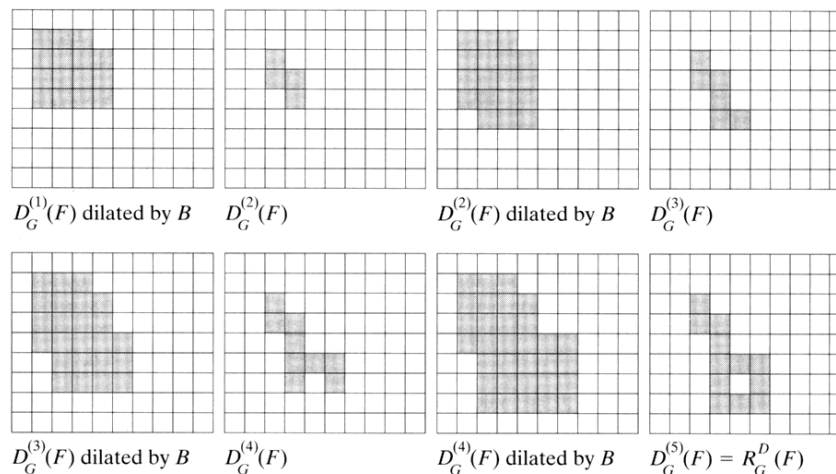 D_G^{(1)}(F) dilated by B
D_G^{(2)}(F)
D_G^{(2)}(F) dilated by B
D_G^{(3)}(F)
D_G^{(3)}(F) dilated by B
D_G^{(4)}(F)
D_G^{(4)}(F) dilated by B
D_G^{(5)}(F) = R_G^D(F)